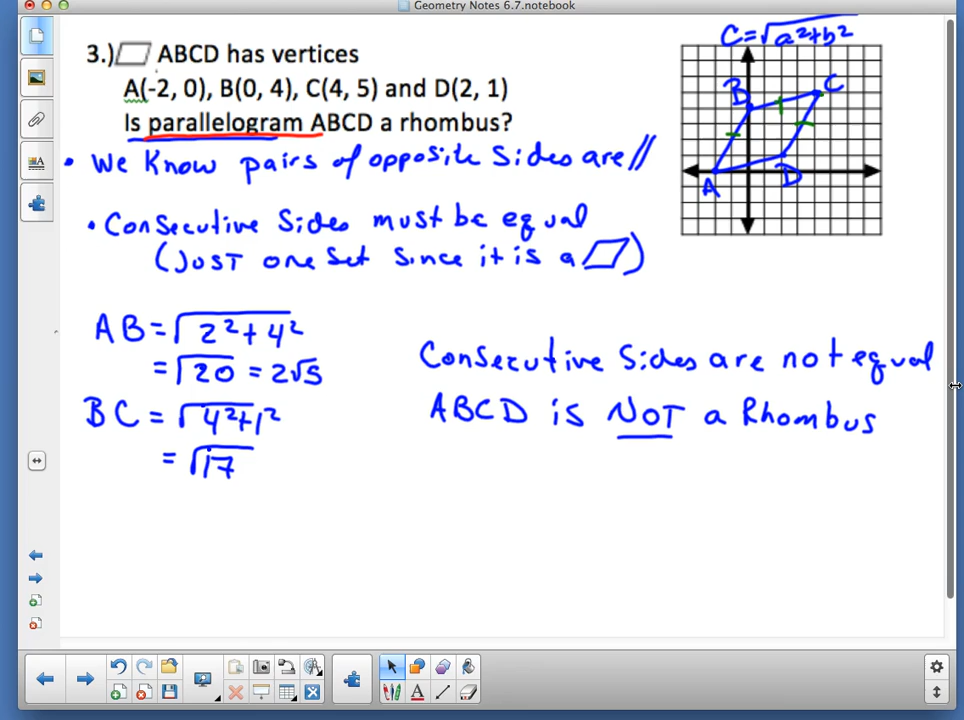 Geometry Notes 6.7.notebook
C=√a²+b²
3.) ▱ ABCD has vertices
A(-2, 0), B(0, 4), C(4, 5) and D(2, 1)
Is parallelogram ABCD a rhombus?
B C
A D
• We Know pairs of opposite Sides are //
• Consecutive Sides must be equal
(Just one set Since it is a ▱)
AB = √2²+4²
= √20 = 2√5
BC = √4²+1²
= √17
Consecutive Sides are not equal
ABCD is NOT a Rhombus
A